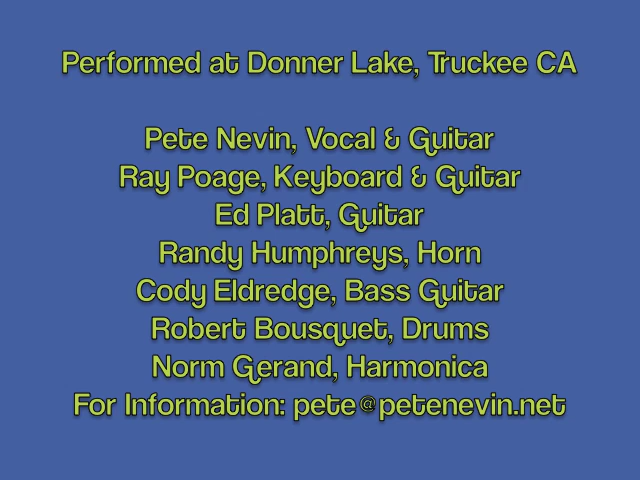 Performed at Donner Lake, Truckee CA
Pete Nevin, Vocal & Guitar
Ray Poage, Keyboard & Guitar
Ed Platt, Guitar
Randy Humphreys, Horn
Cody Eldredge, Bass Guitar
Robert Bousquet, Drums
Norm Gerand, Harmonica
For Information: pete@petenevin.net